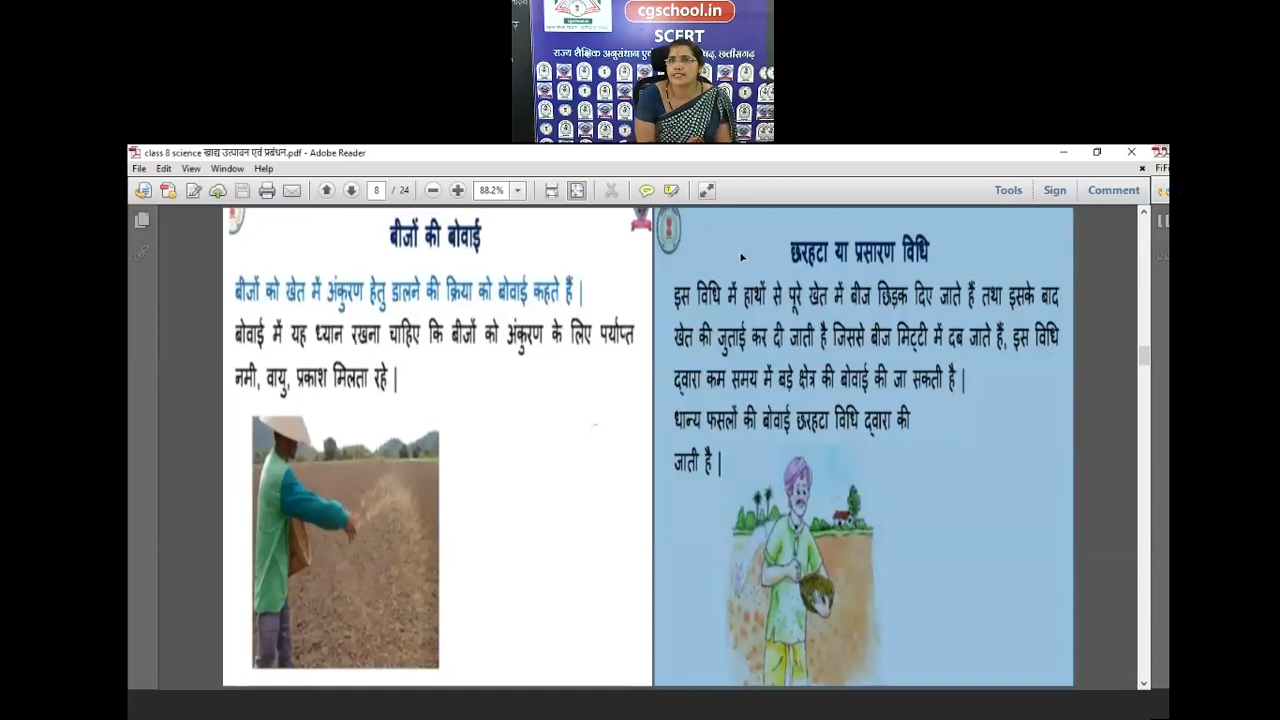 cgschool.in
SCERT
राज्य शैक्षिक अनुसंधान एवं
षद्, छत्तीसगढ़
class 8 science खाद्य उत्पादन एवं प्रबंधन.pdf - Adobe Reader
File Edit View Window Help
8 / 24
88.2%
Tools Sign Comment
बीजों की बोवाई
बीजों को खेत में अंकुरण हेतु डालने की क्रिया को बोवाई कहते हैं |
बोवाई में यह ध्यान रखना चाहिए कि बीजों को अंकुरण के लिए पर्याप्त
नमी, वायु, प्रकाश मिलता रहे |
छरहटा या प्रसारण विधि
इस विधि में हाथों से पूरे खेत में बीज छिड़क दिए जाते हैं तथा इसके बाद
खेत की जुताई कर दी जाती है जिससे बीज मिट्टी में दब जाते हैं, इस विधि
द्वारा कम समय में बड़े क्षेत्र की बोवाई की जा सकती है |
धान्य फसलों की बोवाई छरहटा विधि द्वारा की
जाती है |